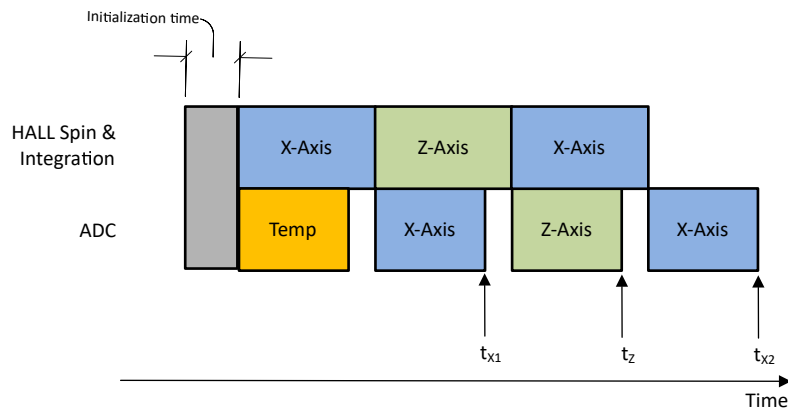 Initialization time
HALL Spin &
Integration
X-Axis
Z-Axis
X-Axis
ADC
Temp
X-Axis
Z-Axis
X-Axis
tX1
tZ
tX2
Time